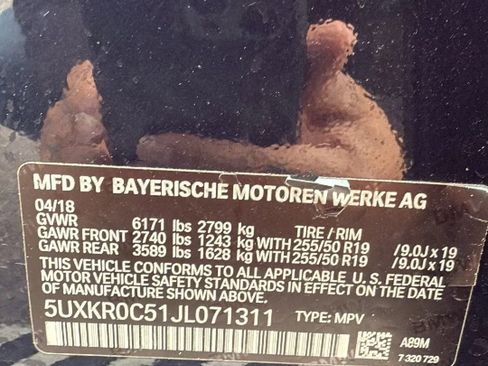 MFD BY BAYERISCHE MOTOREN WERKE AG
04/18
GVWR 6171 lbs 2799 kg TIRE / RIM
GAWR FRONT 2740 lbs 1243 kg WITH 255/50 R19 /9.0J x 19
GAWR REAR 3589 lbs 1628 kg WITH 255/50 R19 /9.0J x 19
THIS VEHICLE CONFORMS TO ALL APPLICABLE U.S. FEDERAL
MOTOR VEHICLE SAFETY STANDARDS IN EFFECT ON THE DATE
OF MANUFACTURE SHOWN ABOVE.
5UXKR0C51JL071311 TYPE: MPV
A89M
7 320 729